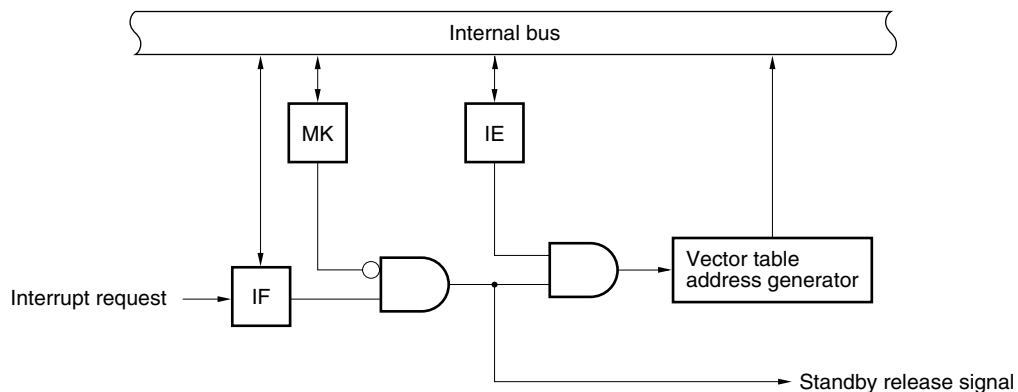 Internal bus
MK
IE
Interrupt request
IF
Vector table
address generator
Standby release signal